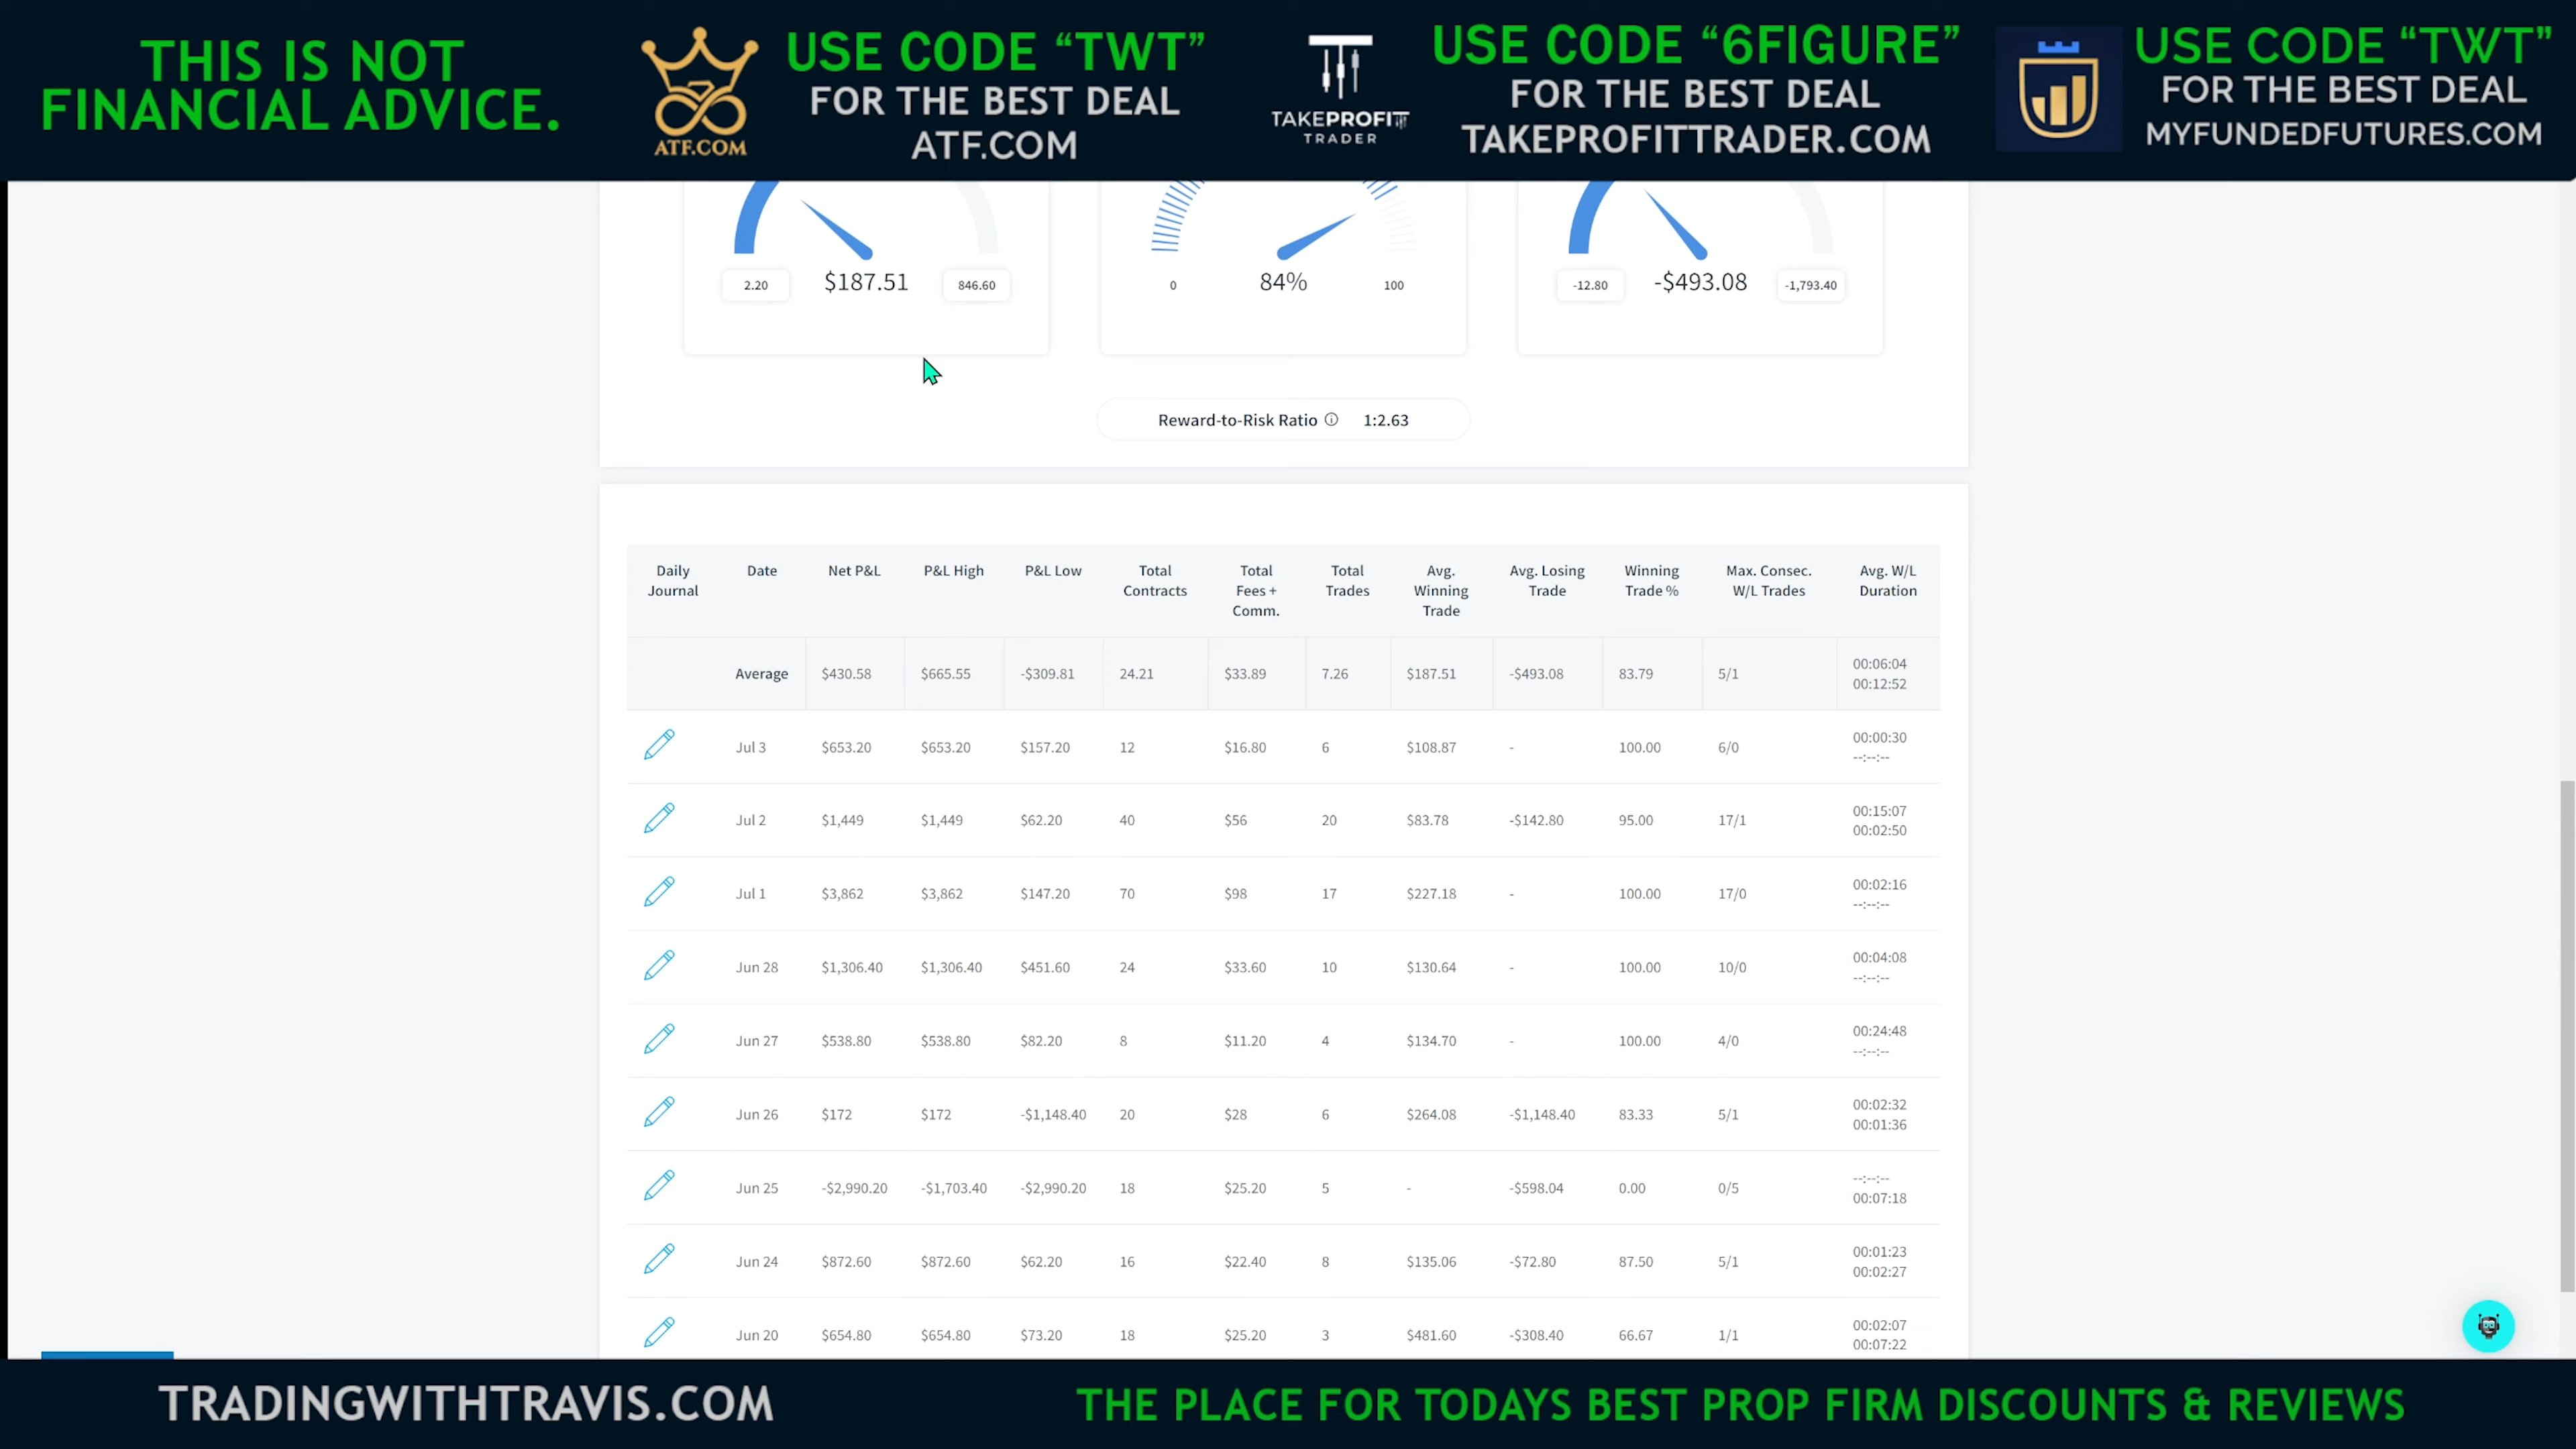 THIS IS NOT
FINANCIAL ADVICE.
ATF.COM
USE CODE “TWT”
FOR THE BEST DEAL
ATF.COM
TAKEPROFIT
TRADER
USE CODE “6FIGURE”
FOR THE BEST DEAL
TAKEPROFITTRADER.COM
USE CODE “TWT”
FOR THE BEST DEAL
MYFUNDEDFUTURES.COM
2.20 $187.51 846.60
0 84% 100
-12.80 -$493.08 -1,793.40
Reward-to-Risk Ratio 1:2.63
Daily Journal Date Net P&L P&L High P&L Low Total Contracts Total Fees + Comm. Total Trades Avg. Winning Trade Avg. Losing Trade Winning Trade % Max. Consec. W/L Trades Avg. W/L Duration
Average $430.58 $665.55 -$309.81 24.21 $33.89 7.26 $187.51 -$493.08 83.79 5/1 00:06:04 00:12:52
Jul 3 $653.20 $653.20 $157.20 12 $16.80 6 $108.87 - 100.00 6/0 00:00:30 --:--:--
Jul 2 $1,449 $1,449 $62.20 40 $56 20 $83.78 -$142.80 95.00 17/1 00:15:07 00:02:50
Jul 1 $3,862 $3,862 $147.20 70 $98 17 $227.18 - 100.00 17/0 00:02:16 --:--:--
Jun 28 $1,306.40 $1,306.40 $451.60 24 $33.60 10 $130.64 - 100.00 10/0 00:04:08 --:--:--
Jun 27 $538.80 $538.80 $82.20 8 $11.20 4 $134.70 - 100.00 4/0 00:24:48 --:--:--
Jun 26 $172 $172 -$1,148.40 20 $28 6 $264.08 -$1,148.40 83.33 5/1 00:02:32 00:01:36
Jun 25 -$2,990.20 -$1,703.40 -$2,990.20 18 $25.20 5 - -$598.04 0.00 0/5 --:--:-- 00:07:18
Jun 24 $872.60 $872.60 $62.20 16 $22.40 8 $135.06 -$72.80 87.50 5/1 00:01:23 00:02:27
Jun 20 $654.80 $654.80 $73.20 18 $25.20 3 $481.60 -$308.40 66.67 1/1 00:02:07 00:07:22
TRADINGWITHTRAVIS.COM
THE PLACE FOR TODAYS BEST PROP FIRM DISCOUNTS & REVIEWS